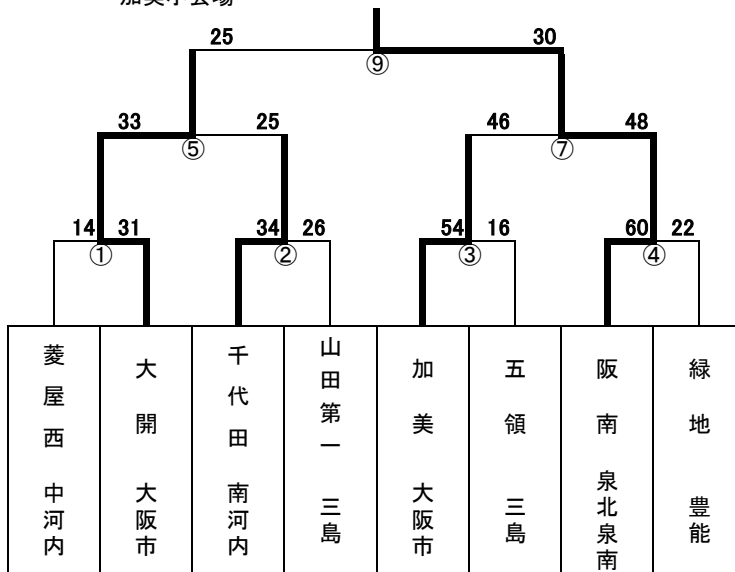 25 30
⑨
33 25 46 48
⑤ ⑦
14 31 34 26 54 16 60 22
① ② ③ ④
菱屋西 中河内
大開 大阪市
千代田 南河内
山田第一 三島
加美 大阪市
五領 三島
阪南 泉北泉南
緑地 豊能